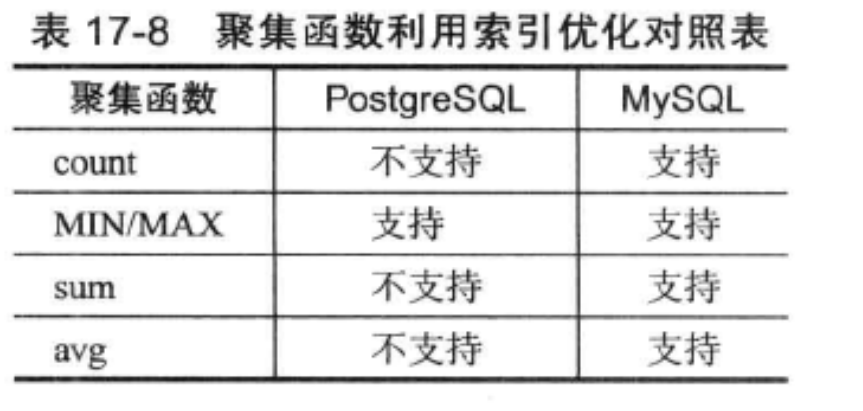 表 17-8 聚集函数利用索引优化对照表
聚集函数 PostgreSQL MySQL
count 不支持 支持
MIN/MAX 支持 支持
sum 不支持 支持
avg 不支持 支持